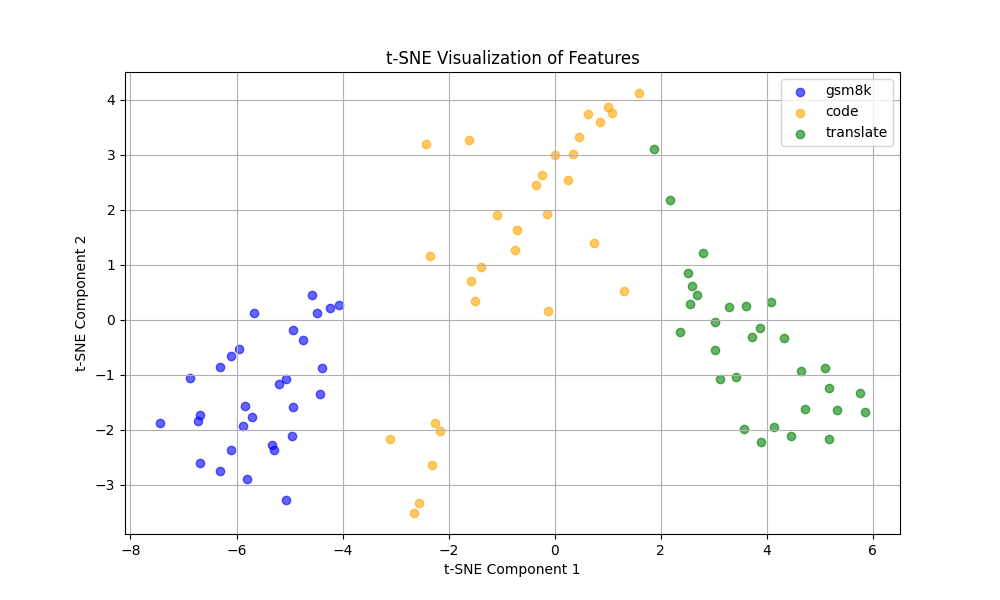 t-SNE Visualization of Features
gsm8k
code
translate
t-SNE Component 2
4
3
2
1
0
−1
−2
−3
−8
−6
−4
−2
0
2
4
6
t-SNE Component 1